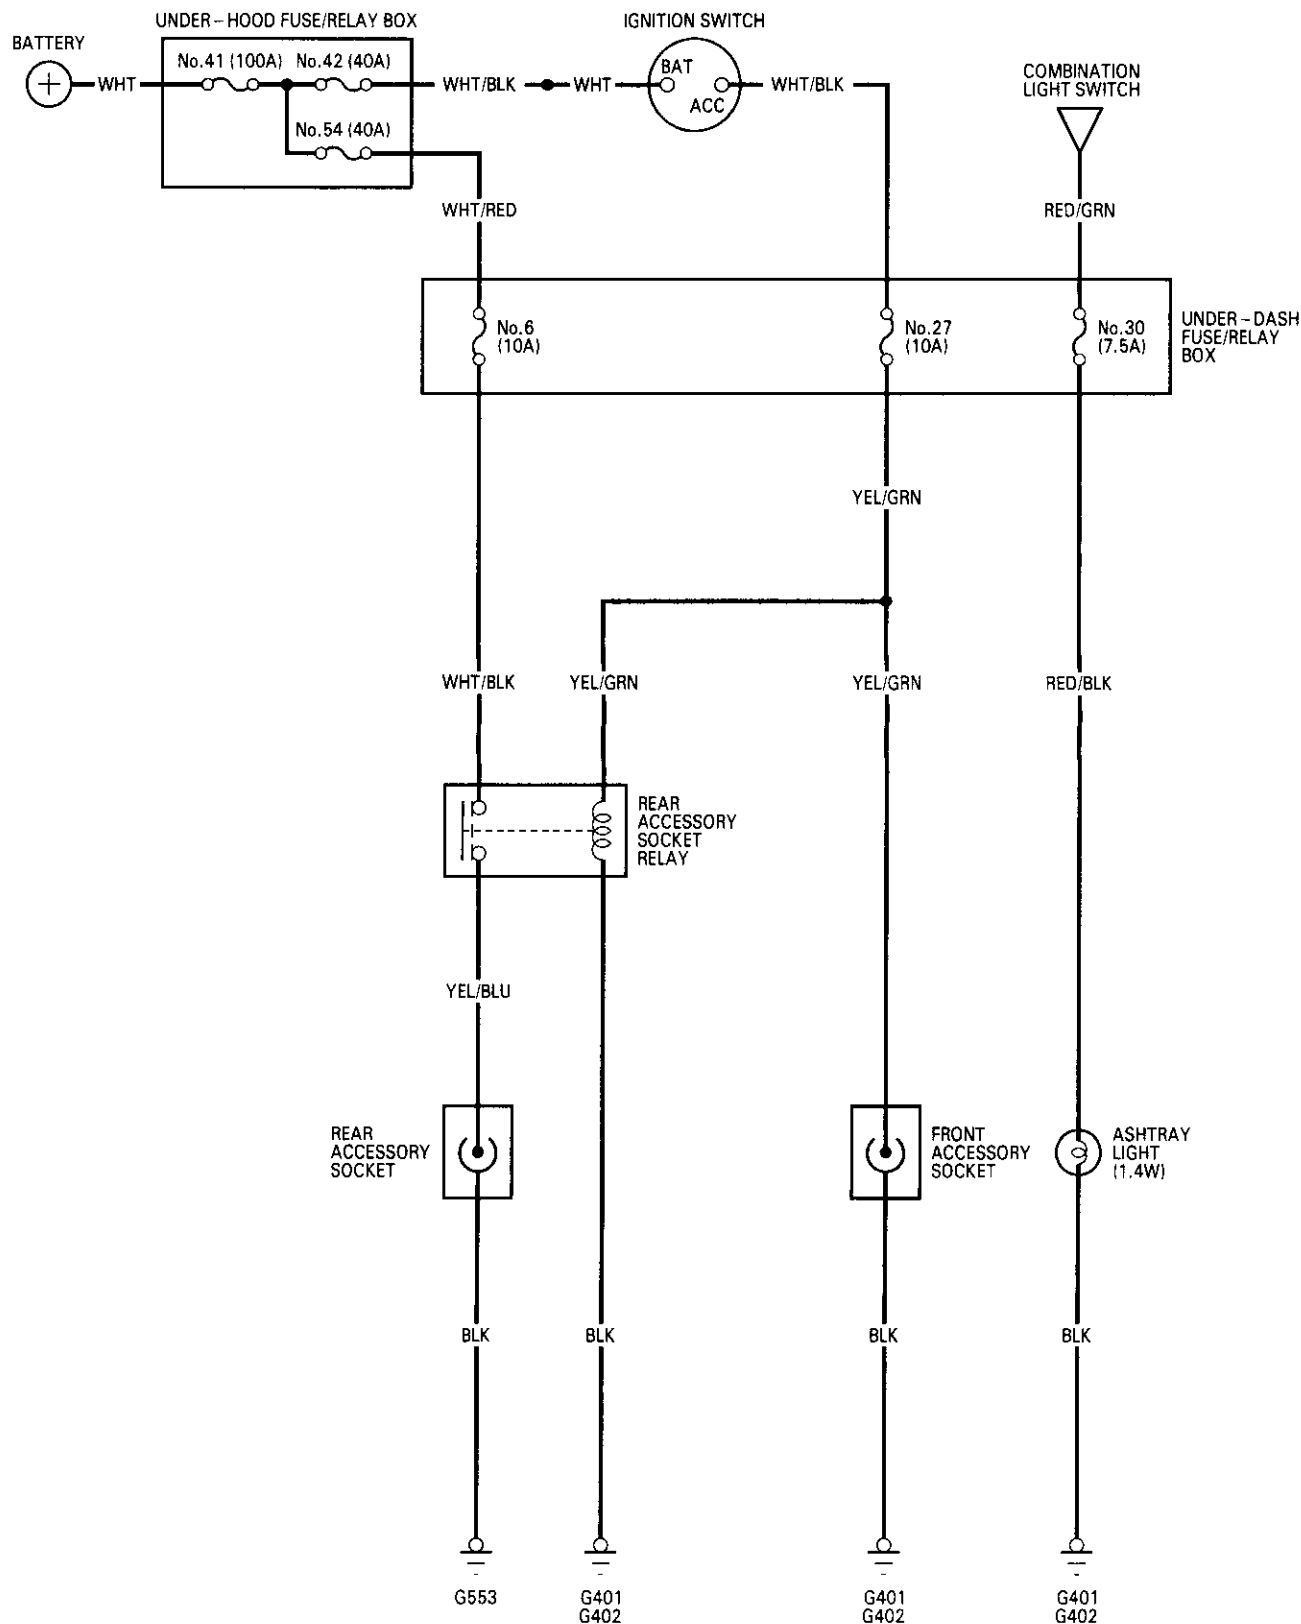 UNDER-HOOD FUSE/RELAY BOX
IGNITION SWITCH
BATTERY
No.41 (100A)
No.42 (40A)
BAT
COMBINATION
LIGHT SWITCH
WHT
WHT/BLK
WHT
WHT/BLK
ACC
No.54 (40A)
WHT/RED
RED/GRN
No.6
(10A)
No.27
(10A)
No.30
(7.5A)
UNDER-DASH
FUSE/RELAY
BOX
YEL/GRN
WHT/BLK
YEL/GRN
YEL/GRN
RED/BLK
REAR
ACCESSORY
SOCKET
RELAY
YEL/BLU
REAR
ACCESSORY
SOCKET
FRONT
ACCESSORY
SOCKET
ASHTRAY
LIGHT
(1.4W)
BLK
BLK
BLK
BLK
G553
G401
G402
G401
G402
G401
G402